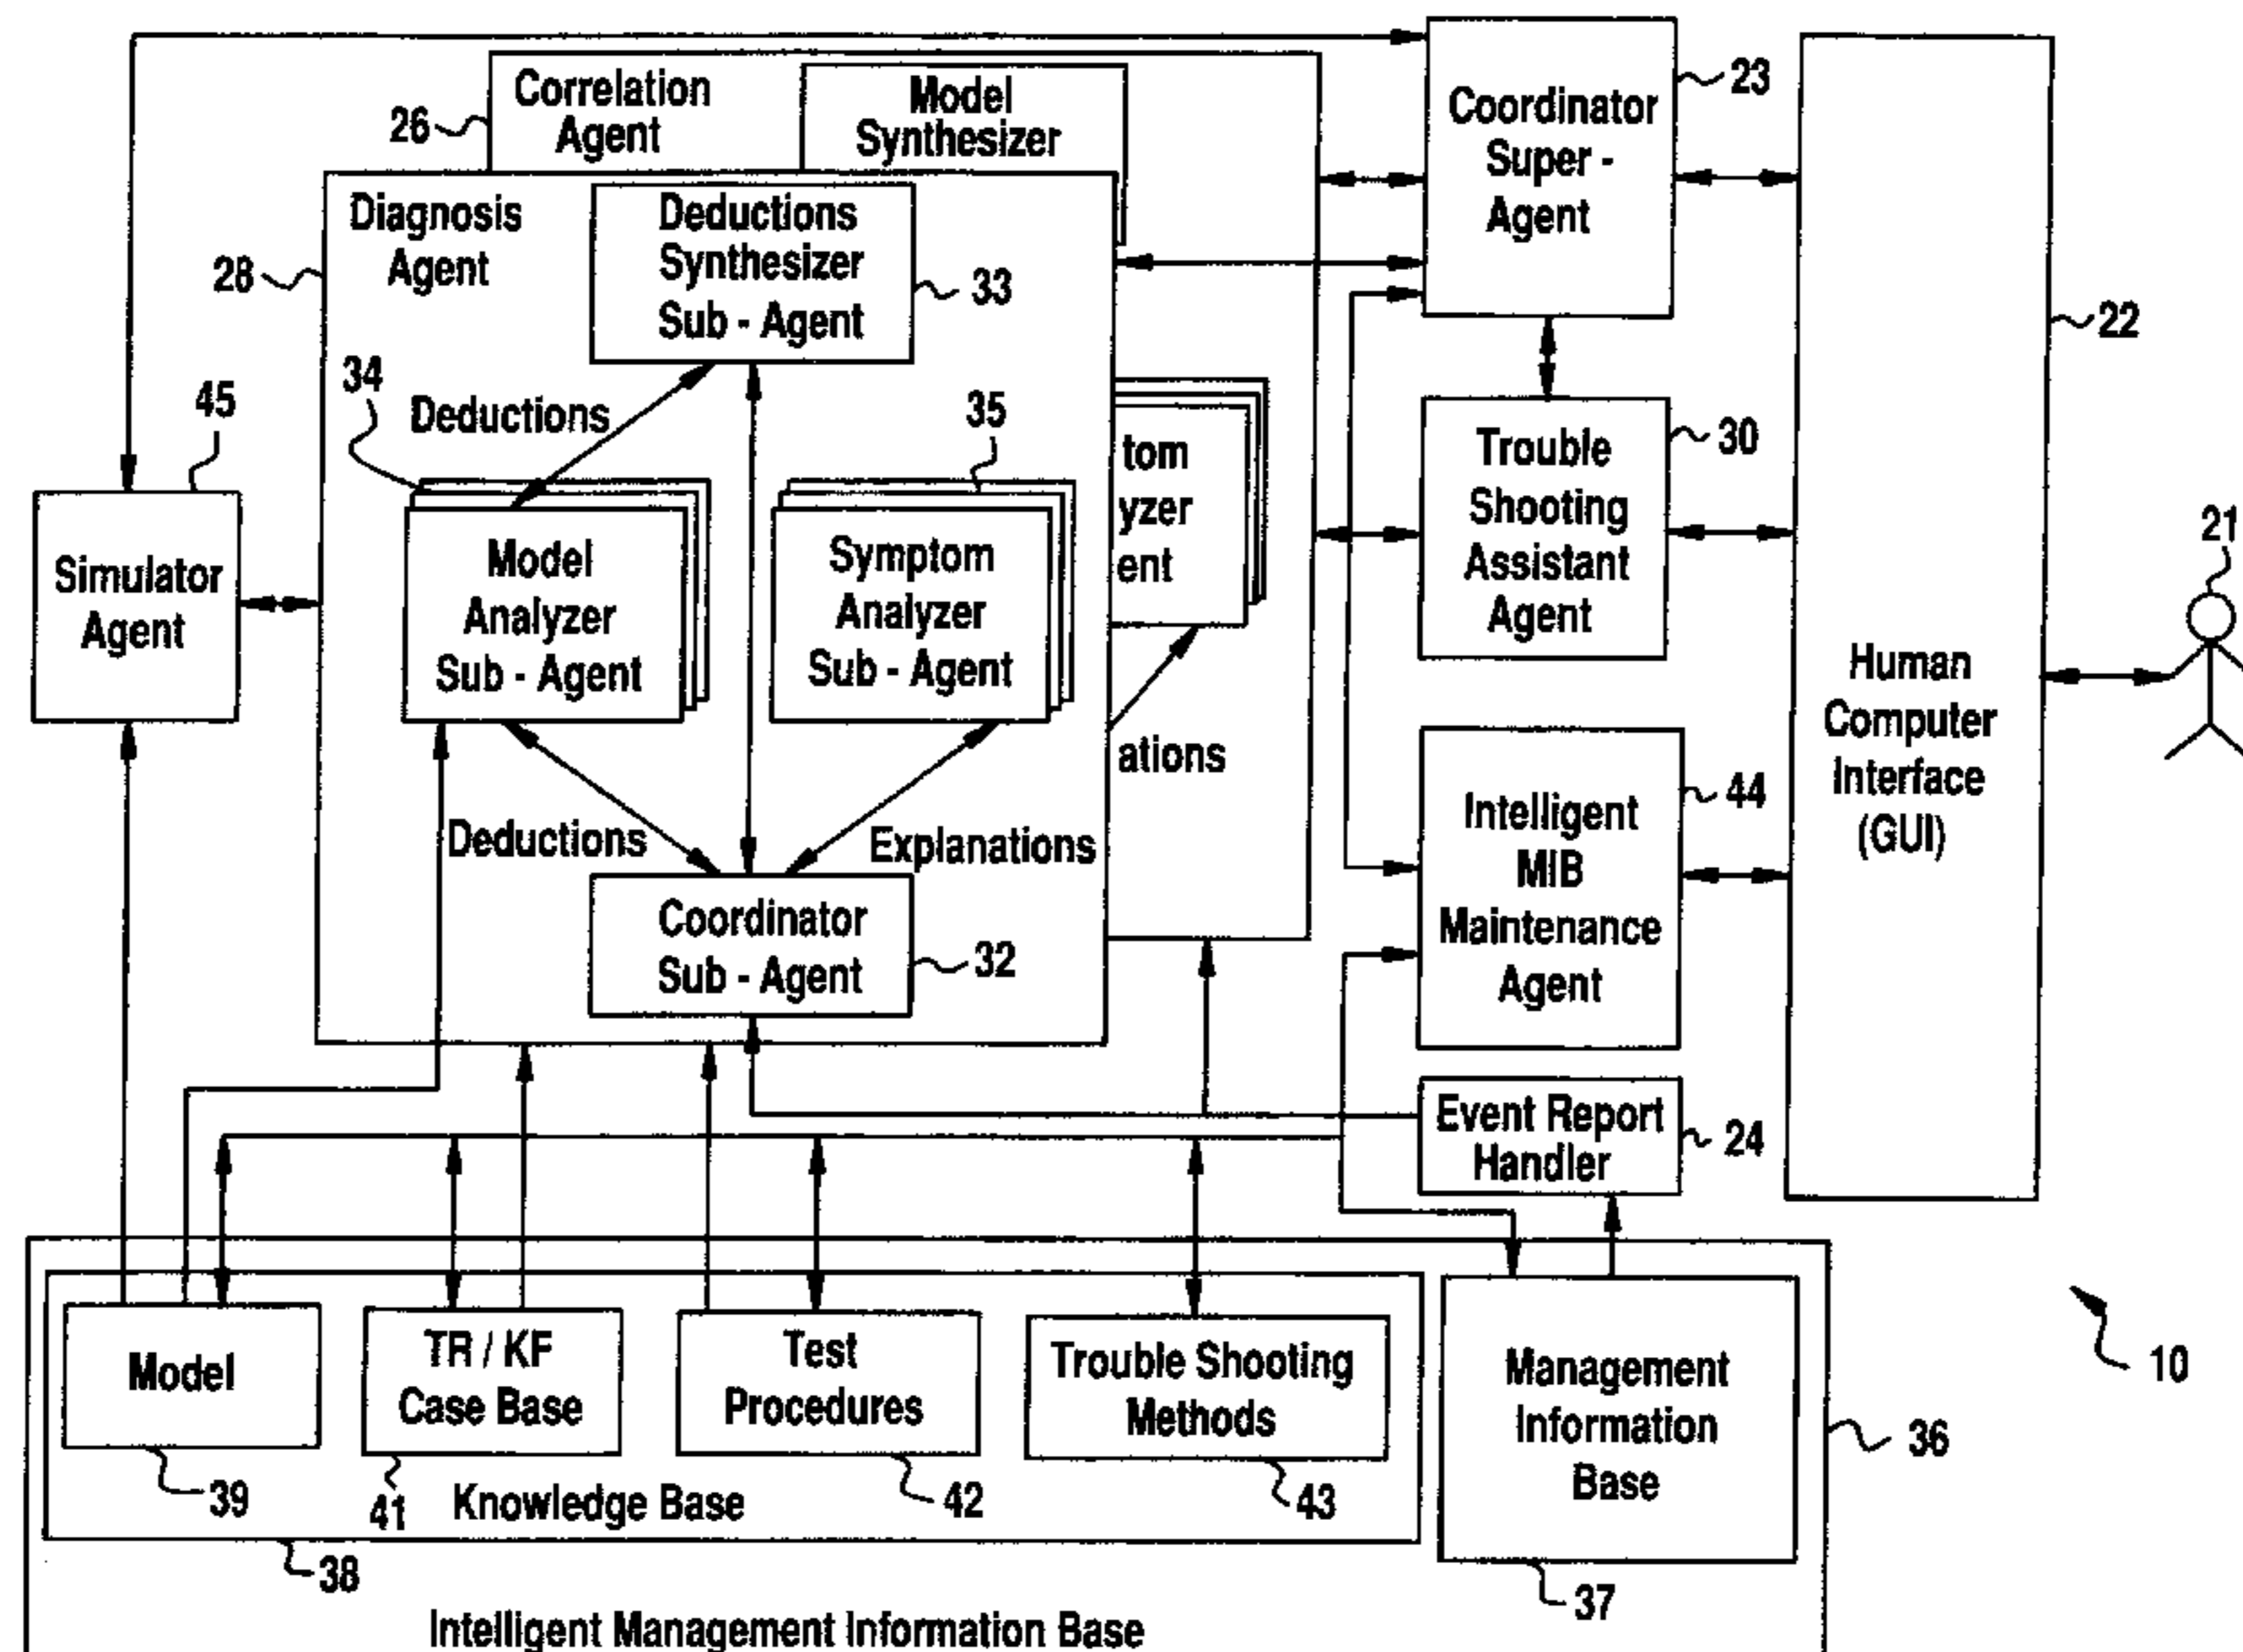 Correlation
Agent
26
Model
Synthesizer
Coordinator
Super -
Agent
23
Diagnosis
Agent
28
Deductions
Synthesizer
Sub - Agent
33
22
34
Deductions
35
45
tom
yzer
ent
Trouble
Shooting
Assistant
Agent
30
21
Simulator
Agent
Model
Analyzer
Sub - Agent
Symptom
Analyzer
Sub - Agent
Human
Computer
Interface
(GUI)
ations
Intelligent
MIB
Maintenance
Agent
44
Deductions
Explanations
Coordinator
Sub - Agent
32
Event Report
Handler
24
Model
39
TR / KF
Case Base
41
Test
Procedures
42
Trouble Shooting
Methods
43
Management
Information
Base
37
10
36
Knowledge Base
38
Intelligent Management Information Base